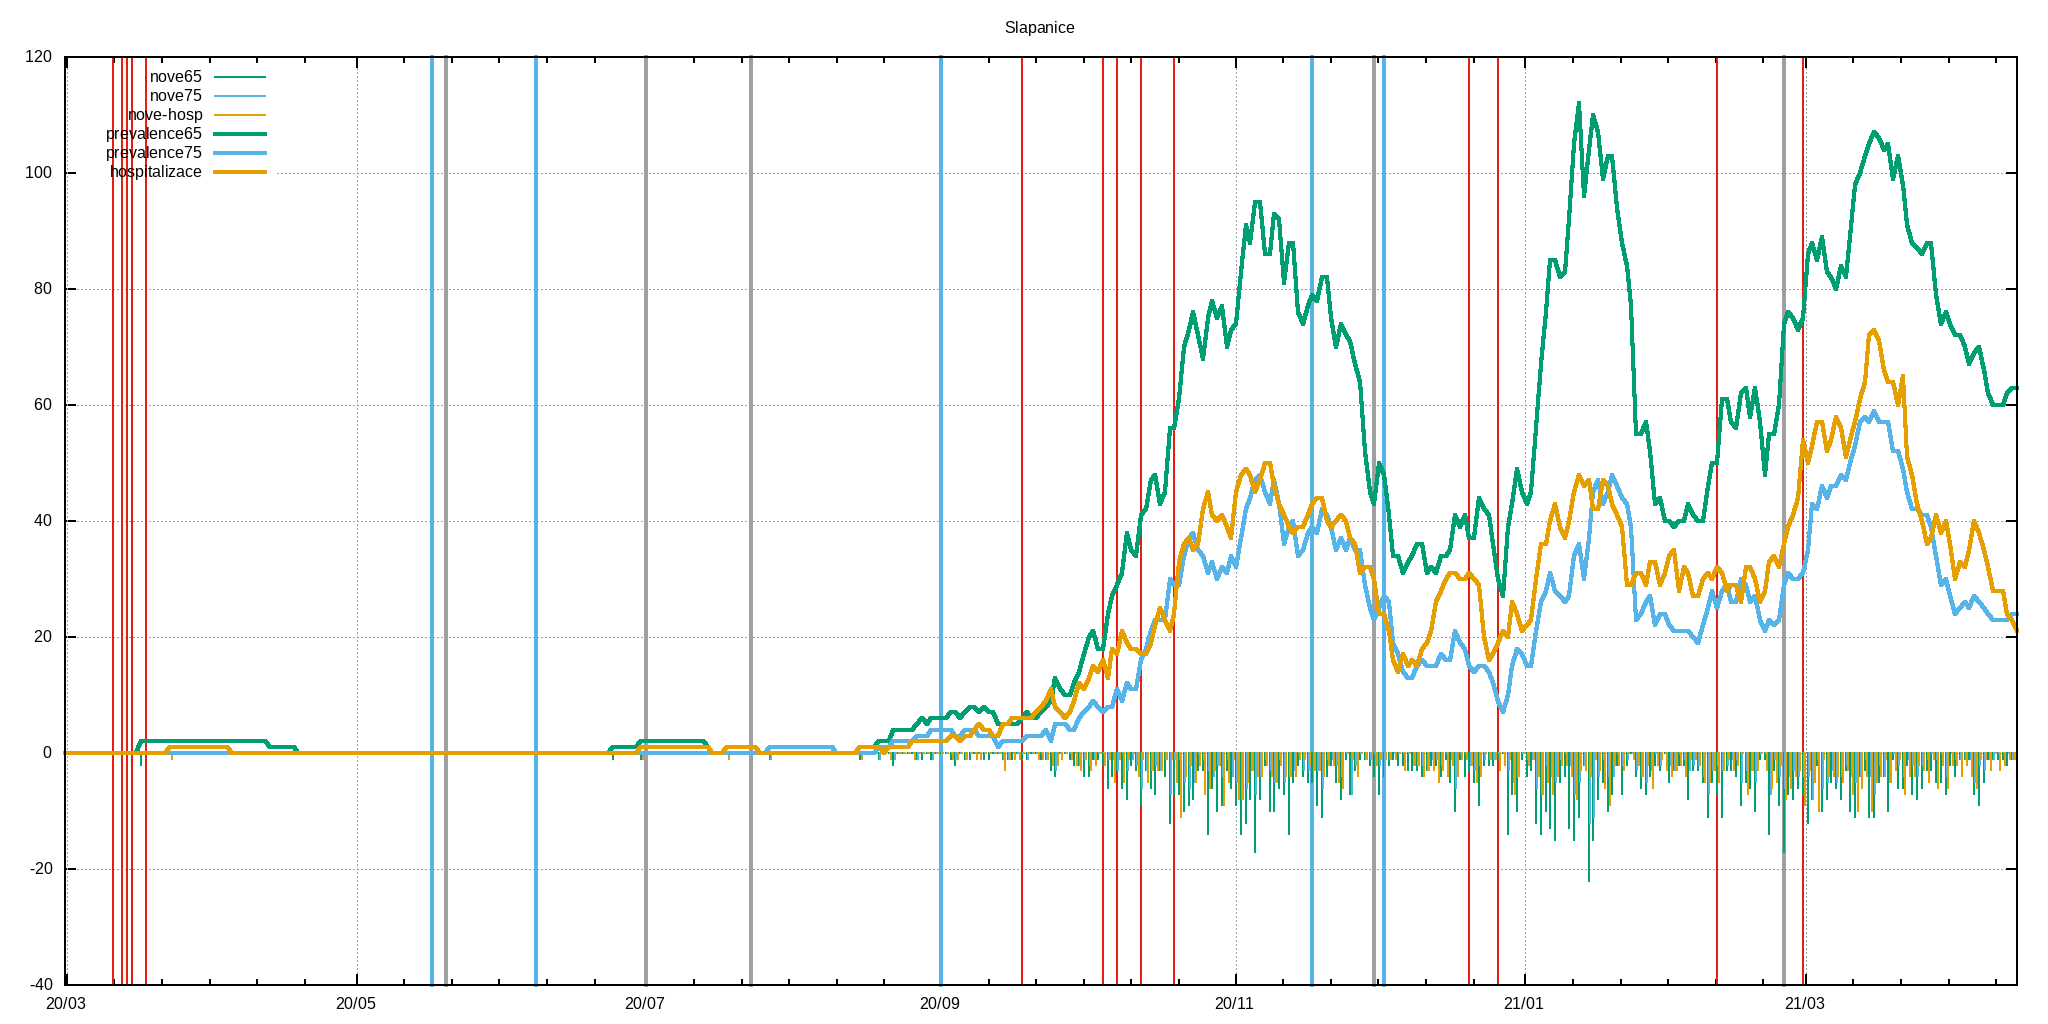 Slapanice
120
100
80
60
40
20
0
-20
-40
nove65
nove75
nove-hosp
prevalence65
prevalence75
hospitalizace
20/03 20/05 20/07 20/09 20/11 21/01 21/03